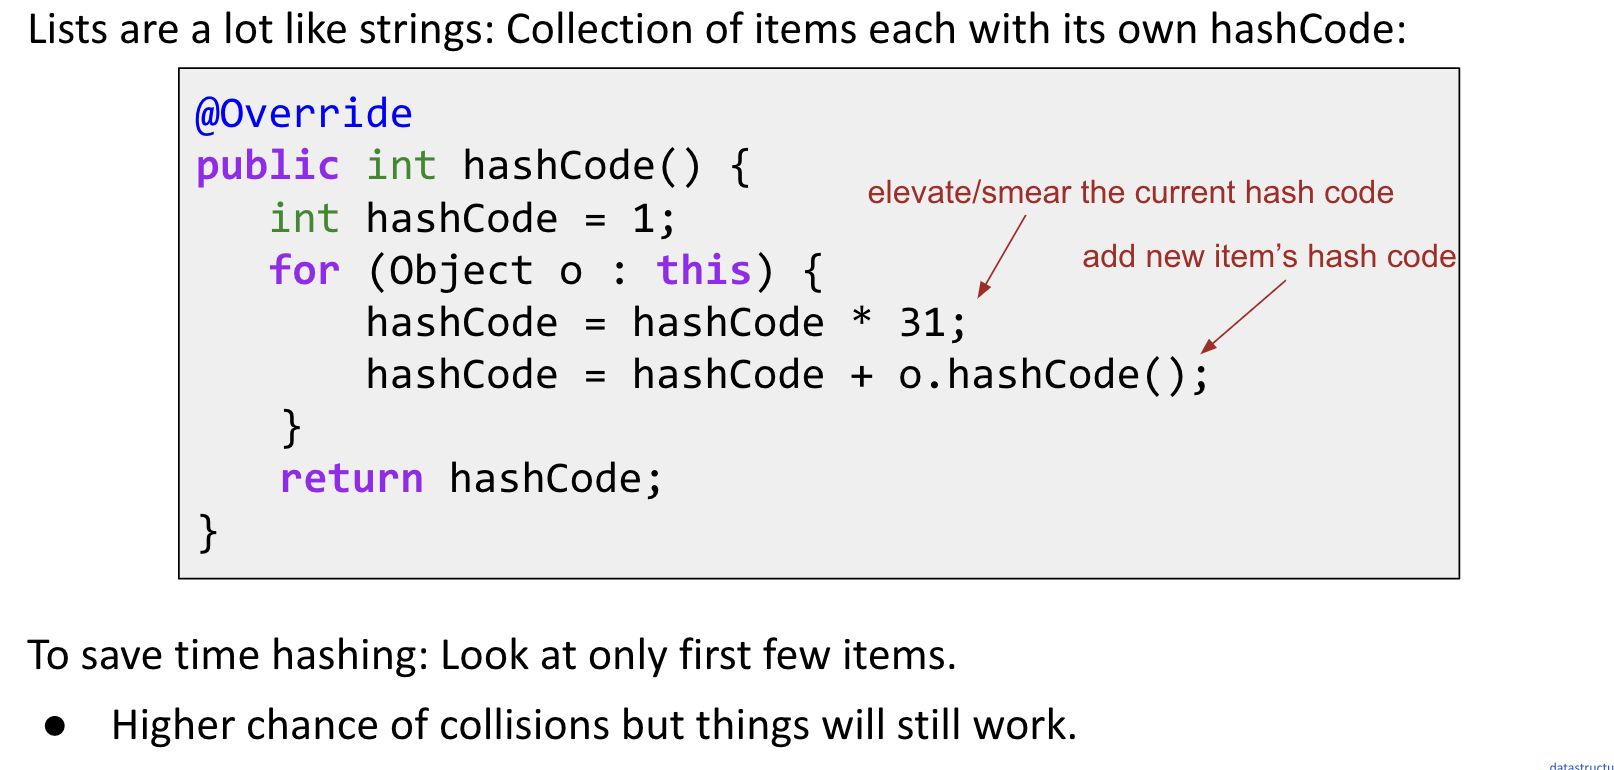 Lists are a lot like strings: Collection of items each with its own hashCode:
@Override
public int hashCode() {
elevate/smear the current hash code
int hashCode = 1;
add new item’s hash code
for (Object o : this) {
hashCode = hashCode * 31;
hashCode = hashCode + o.hashCode();
}
return hashCode;
}
To save time hashing: Look at only first few items.
● Higher chance of collisions but things will still work.